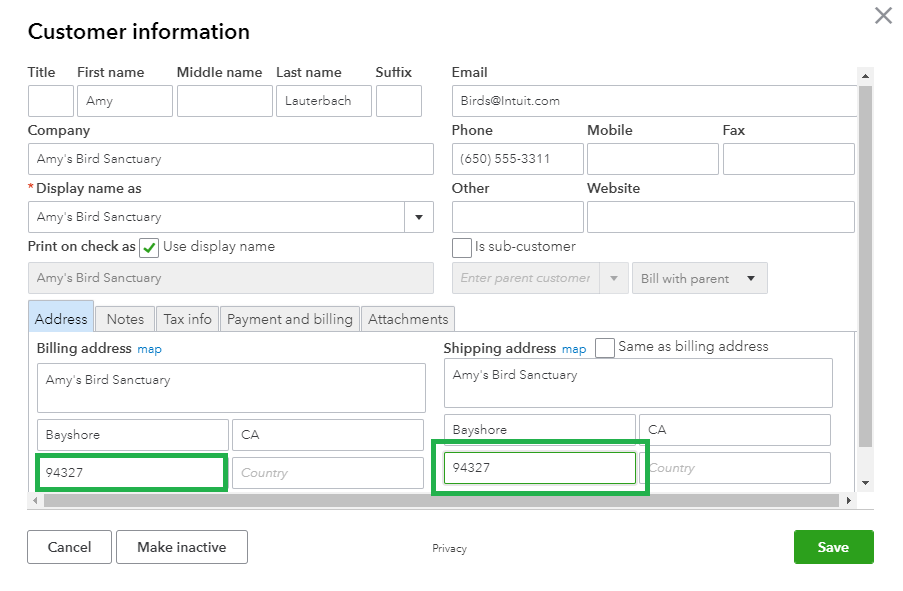 Customer information
Title First name Middle name Last name Suffix
Amy Lauterbach
Company
Amy's Bird Sanctuary
* Display name as
Amy's Bird Sanctuary
Print on check as Use display name
Amy's Bird Sanctuary
Email
Birds@Intuit.com
Phone Mobile Fax
(650) 555-3311
Other Website
Is sub-customer
Enter parent customer Bill with parent
Address Notes Tax info Payment and billing Attachments
Billing address map
Amy's Bird Sanctuary
Bayshore CA
94327 Country
Shipping address map Same as billing address
Amy's Bird Sanctuary
Bayshore CA
94327 Country
Cancel Make inactive Privacy Save